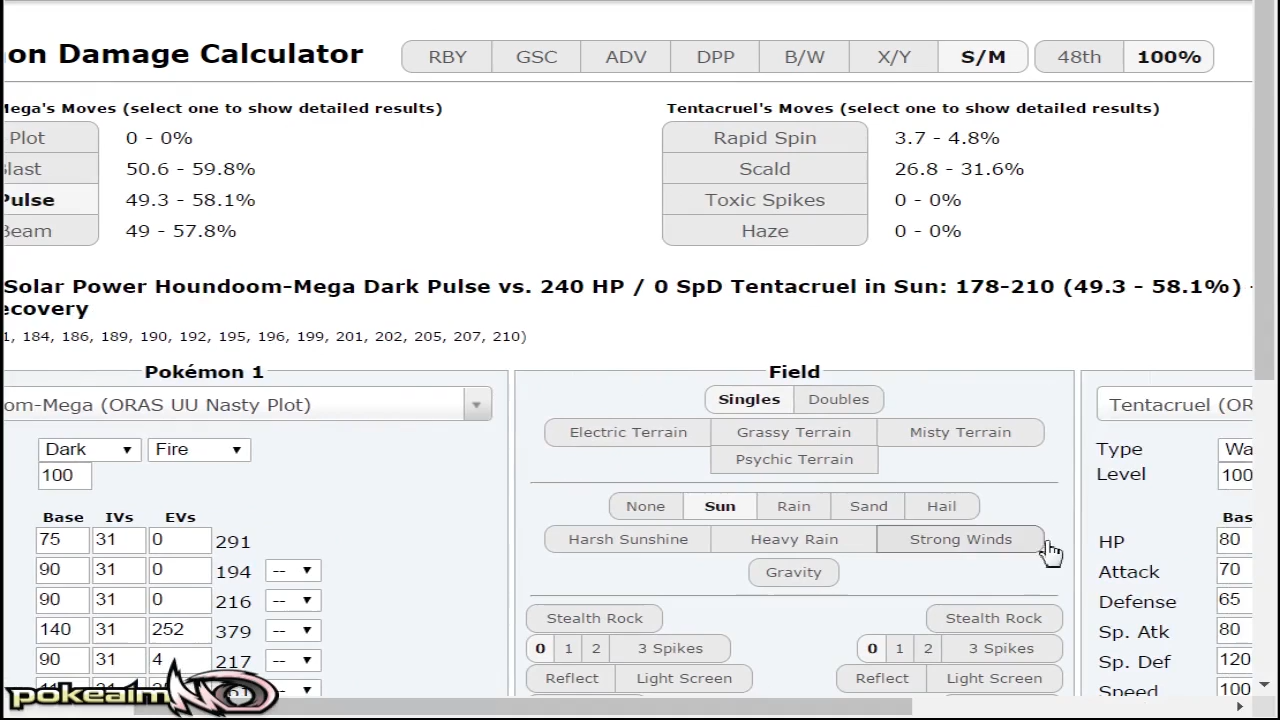 on Damage Calculator
RBY GSC ADV DPP B/W X/Y S/M 48th 100%
Mega's Moves (select one to show detailed results)
Plot 0 - 0%
Blast 50.6 - 59.8%
Pulse 49.3 - 58.1%
Beam 49 - 57.8%
Tentacruel's Moves (select one to show detailed results)
Rapid Spin 3.7 - 4.8%
Scald 26.8 - 31.6%
Toxic Spikes 0 - 0%
Haze 0 - 0%
Solar Power Houndoom-Mega Dark Pulse vs. 240 HP / 0 SpD Tentacruel in Sun: 178-210 (49.3 - 58.1%) -
ecovery
1, 184, 186, 189, 190, 192, 195, 196, 199, 201, 202, 205, 207, 210)
Pokémon 1
om-Mega (ORAS UU Nasty Plot)
Dark Fire
100
Base IVs EVs
75 31 0 291
90 31 0 194 --
90 31 0 216 --
140 31 252 379 --
90 31 4 217 --
Field
Singles Doubles
Electric Terrain Grassy Terrain Misty Terrain
Psychic Terrain
None Sun Rain Sand Hail
Harsh Sunshine Heavy Rain Strong Winds
Gravity
Stealth Rock Stealth Rock
0 1 2 3 Spikes 0 1 2 3 Spikes
Reflect Light Screen Reflect Light Screen
Tentacruel (OR
Type Wa
Level 100
Bas
HP 80
Attack 70
Defense 65
Sp. Atk 80
Sp. Def 120
Speed 100
pokeaimMD